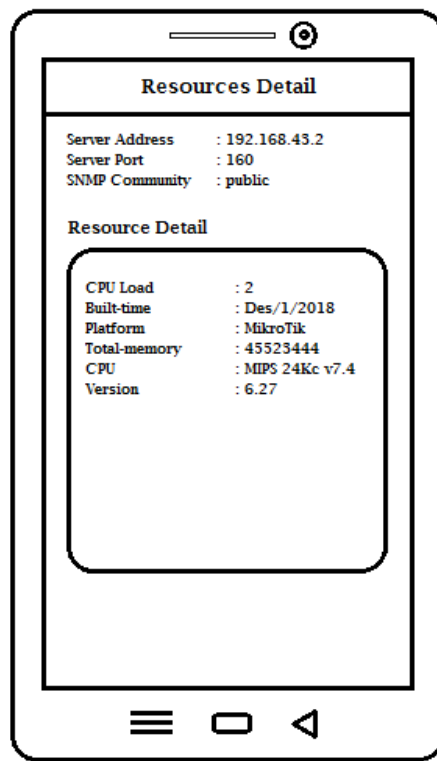 Resources Detail
Server Address : 192.168.43.2
Server Port : 160
SNMP Community : public
Resource Detail
CPU Load : 2
Built-time : Des/1/2018
Platform : MikroTik
Total-memory : 45523444
CPU : MIPS 24Kc v7.4
Version : 6.27